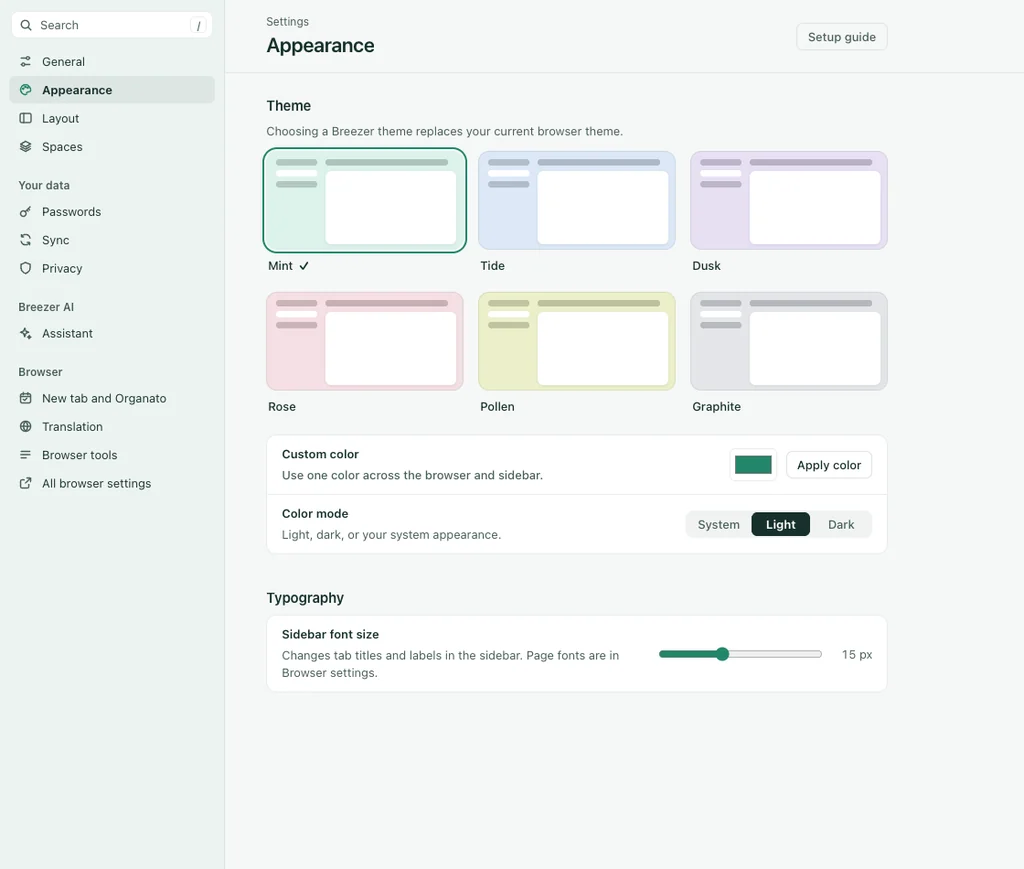 Search /
General
Appearance
Layout
Spaces
Your data
Passwords
Sync
Privacy
Breezer AI
Assistant
Browser
New tab and Organato
Translation
Browser tools
All browser settings
Settings
Appearance
Setup guide
Theme
Choosing a Breezer theme replaces your current browser theme.
Mint
Tide
Dusk
Rose
Pollen
Graphite
Custom color
Use one color across the browser and sidebar.
Apply color
Color mode
Light, dark, or your system appearance.
System Light Dark
Typography
Sidebar font size
Changes tab titles and labels in the sidebar. Page fonts are in
Browser settings.
15 px